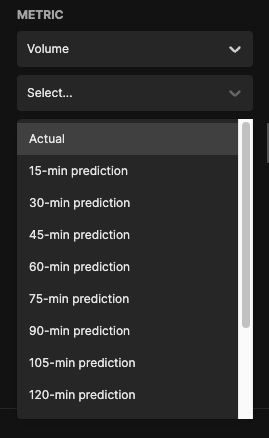 METRIC
Volume
Select...
Actual
15-min prediction
30-min prediction
45-min prediction
60-min prediction
75-min prediction
90-min prediction
105-min prediction
120-min prediction